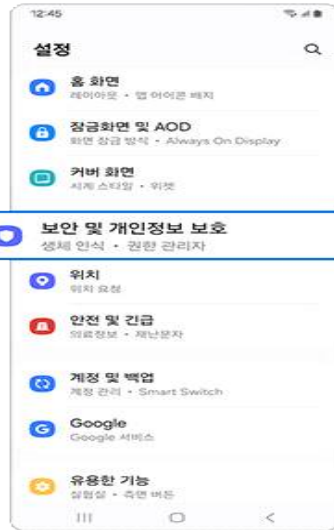 12:45
설정
홈 화면
레이아웃 • 앱 아이콘 배지
잠금화면 및 AOD
화면 잠금 방식 • Always On Display
커버 화면
시계 스타일 • 위젯
보안 및 개인정보 보호
생체 인식 • 권한 관리자
위치
위치 요청
안전 및 긴급
의료정보 • 재난문자
계정 및 백업
계정 관리 • Smart Switch
Google
Google 서비스
유용한 기능
실험실 • 측면 버튼